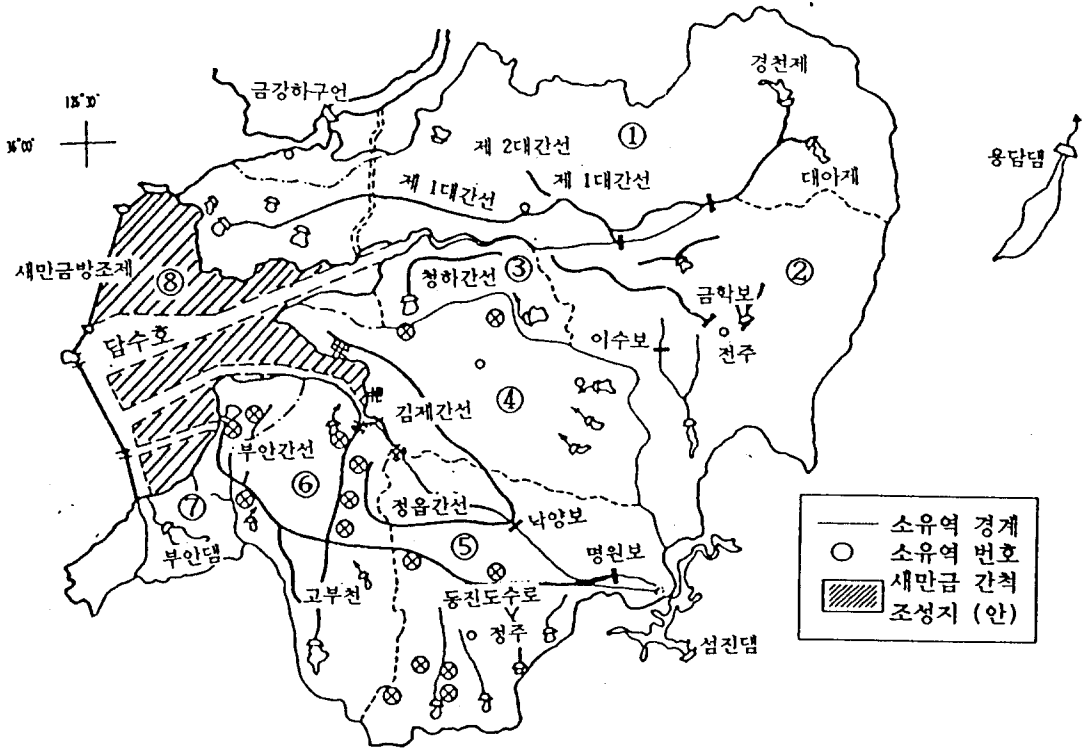 경천제
금강하구언
126°30'
36°00'
①
제 2대간선
용담댐
제 1대간선
제 1대간선
대아제
새만금방조제
⑧
청하간선
③
②
금학보
담수호
이수보
전주
④
김제간선
부안간선
⑥
정읍간선
⑦
낙양보
⑤
명원보
부안댐
고부천
동진도수로
정주
섬진댐
소유역 경계
소유역 번호
새만금 간척
조성지 (안)